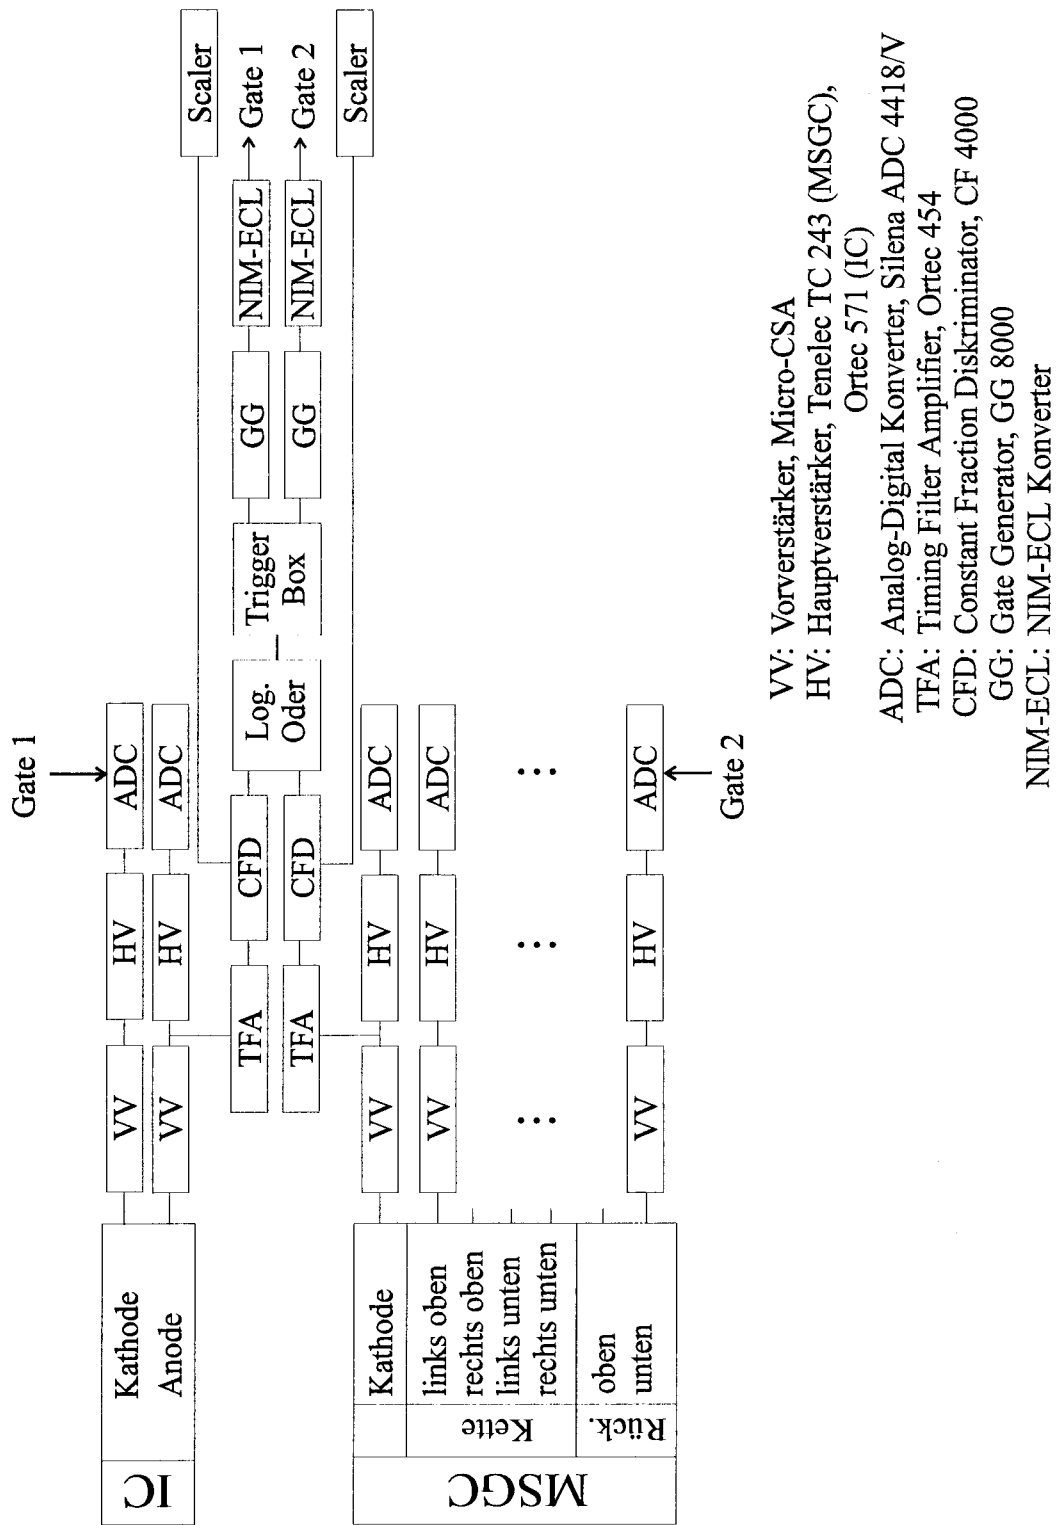 IC
Kathode
Anode
VV
HV
ADC
VV
HV
ADC
Gate 1
TFA
CFD
TFA
CFD
Log.
Oder
Trigger
Box
GG
NIM-ECL
Gate 1
GG
NIM-ECL
Gate 2
Scaler
Scaler
MSGC
Kathode
Kette
links oben
rechts oben
links unten
rechts unten
Rück.
oben
unten
VV
HV
ADC
VV
HV
ADC
...
...
...
VV
HV
ADC
Gate 2
VV: Vorverstärker, Micro-CSA
HV: Hauptverstärker, Tenelec TC 243 (MSGC),
Ortec 571 (IC)
ADC: Analog-Digital Konverter, Silena ADC 4418/V
TFA: Timing Filter Amplifier, Ortec 454
CFD: Constant Fraction Diskriminator, CF 4000
GG: Gate Generator, GG 8000
NIM-ECL: NIM-ECL Konverter